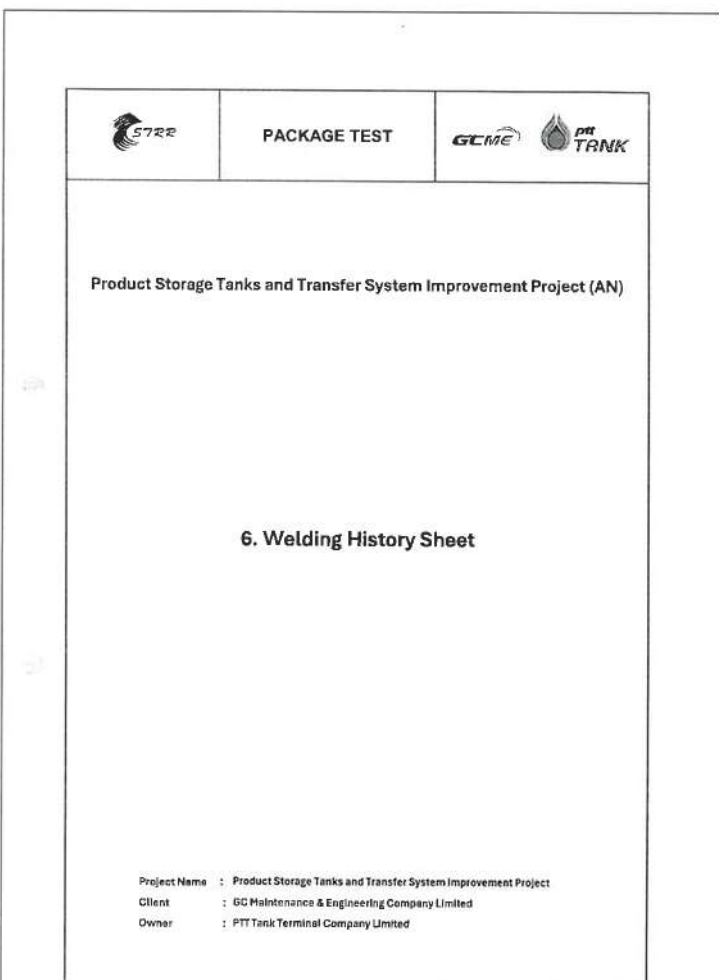 STRR
PACKAGE TEST
GCME
ptt
TANK
Product Storage Tanks and Transfer System Improvement Project (AN)
6. Welding History Sheet
Project Name : Product Storage Tanks and Transfer System Improvement Project
Client : GC Maintenance & Engineering Company Limited
Owner : PTT Tank Terminal Company Limited